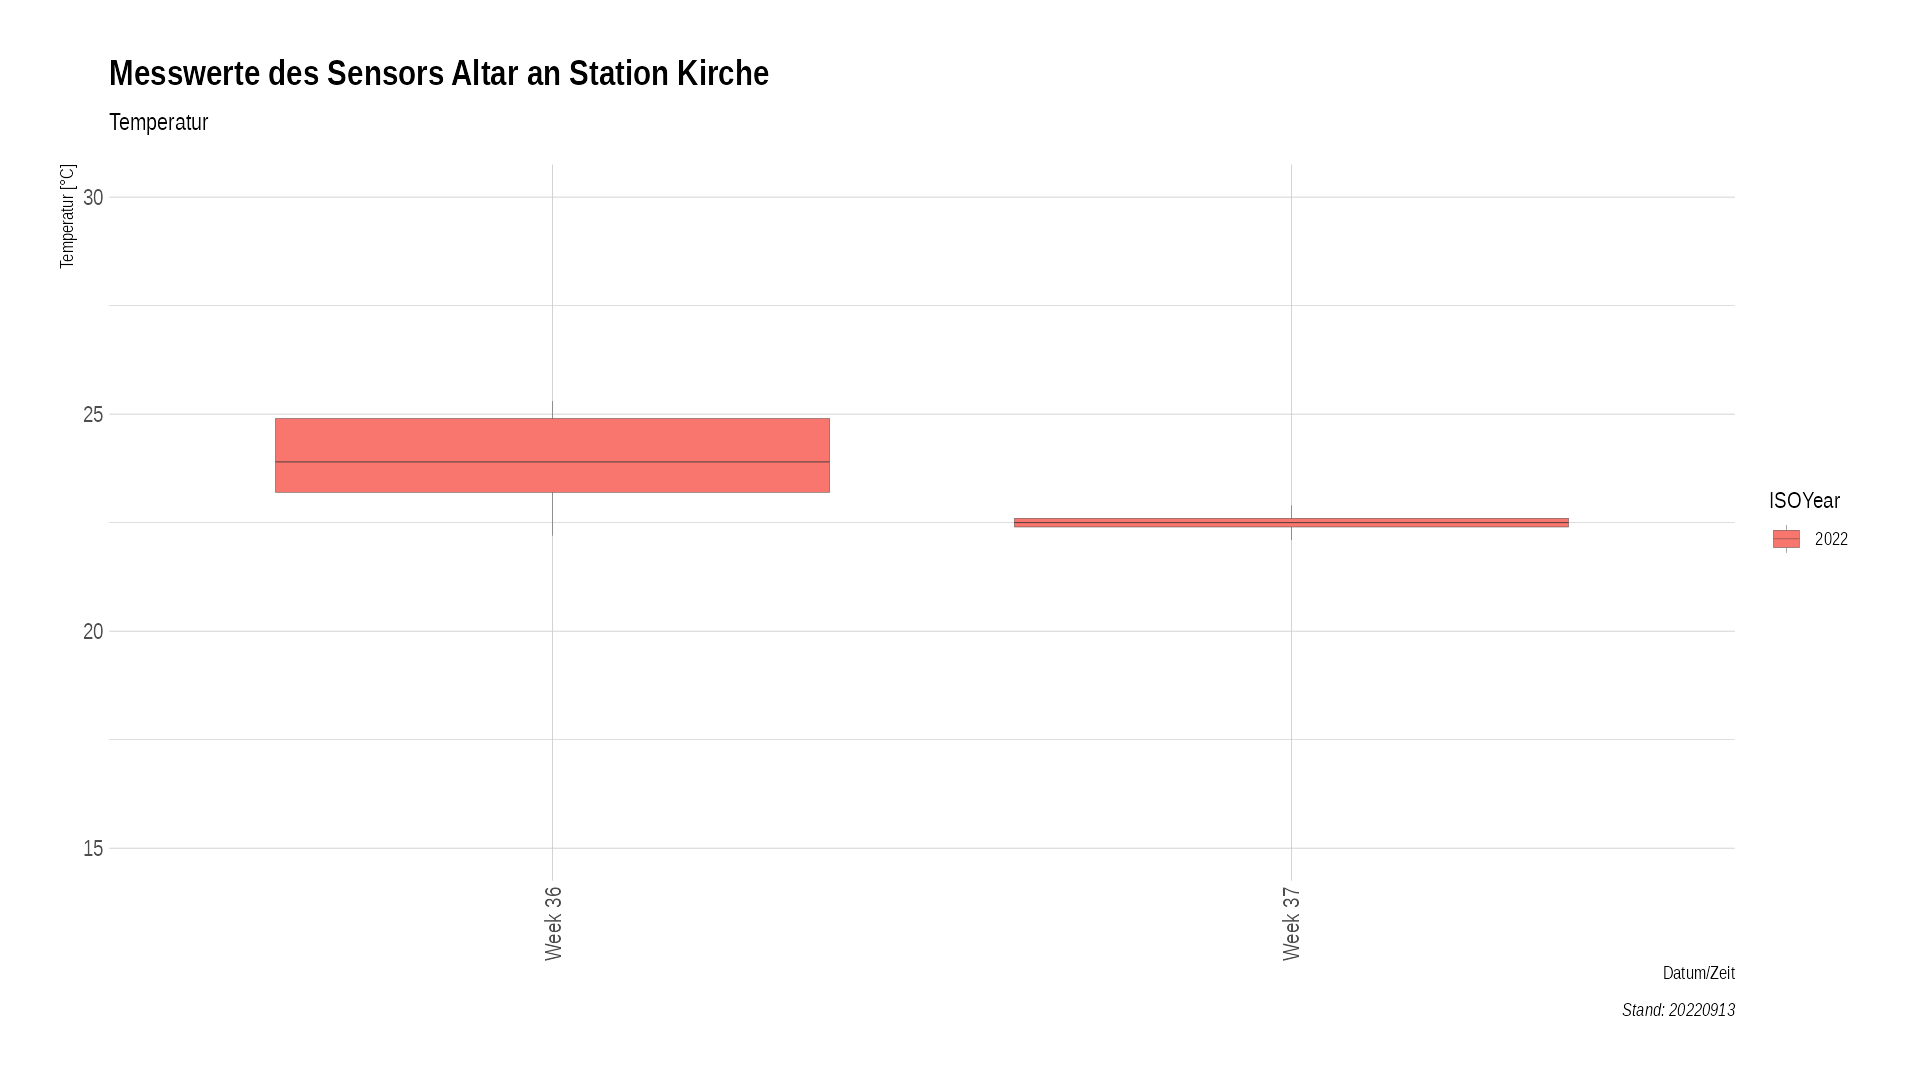 Messwerte des Sensors Altar an Station Kirche
Temperatur
Temperatur [°C]
30
25
20
15
Week 36
Week 37
Datum/Zeit
Stand: 20220913
ISOYear
2022